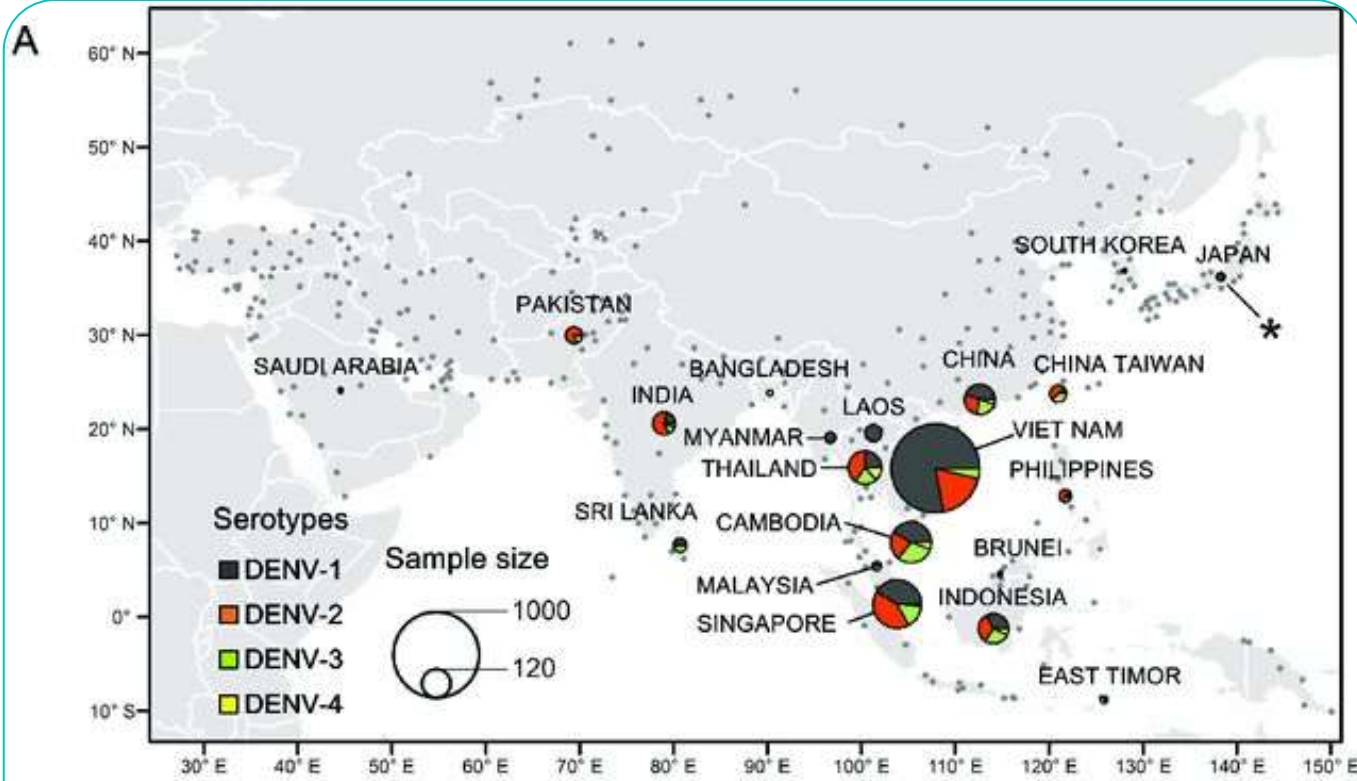 A
60° N
50° N
40° N
30° N
20° N
10° N
0°
10° S
SOUTH KOREA
JAPAN
*
PAKISTAN
SAUDI ARABIA
BANGLADESH
CHINA
CHINA TAIWAN
INDIA
LAOS
MYANMAR
VIET NAM
THAILAND
PHILIPPINES
SRI LANKA
CAMBODIA
BRUNEI
MALAYSIA
INDONESIA
SINGAPORE
EAST TIMOR
Serotypes
DENV-1
DENV-2
DENV-3
DENV-4
Sample size
1000
120
30° E 40° E 50° E 60° E 70° E 80° E 90° E 100° E 110° E 120° E 130° E 140° E 150° E